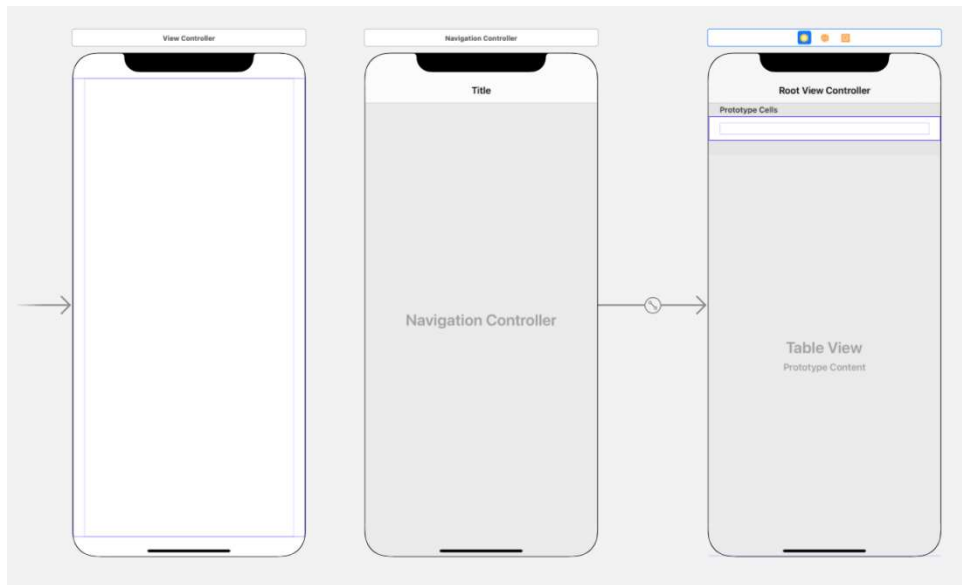 View Controller
Navigation Controller
Title
Root View Controller
Prototype Cells
Navigation Controller
Table View
Prototype Content